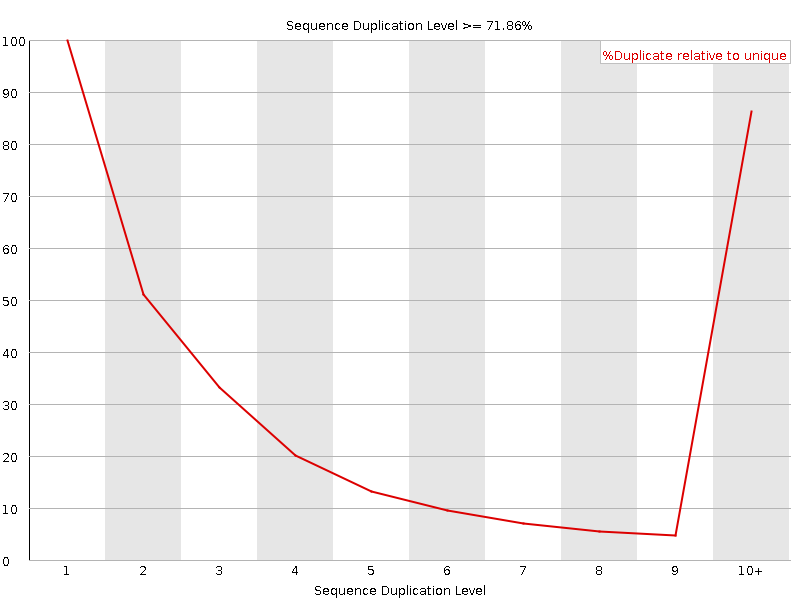 Sequence Duplication Level >= 71.86%
%Duplicate relative to unique
100
90
80
70
60
50
40
30
20
10
0
1 2 3 4 5 6 7 8 9 10+
Sequence Duplication Level